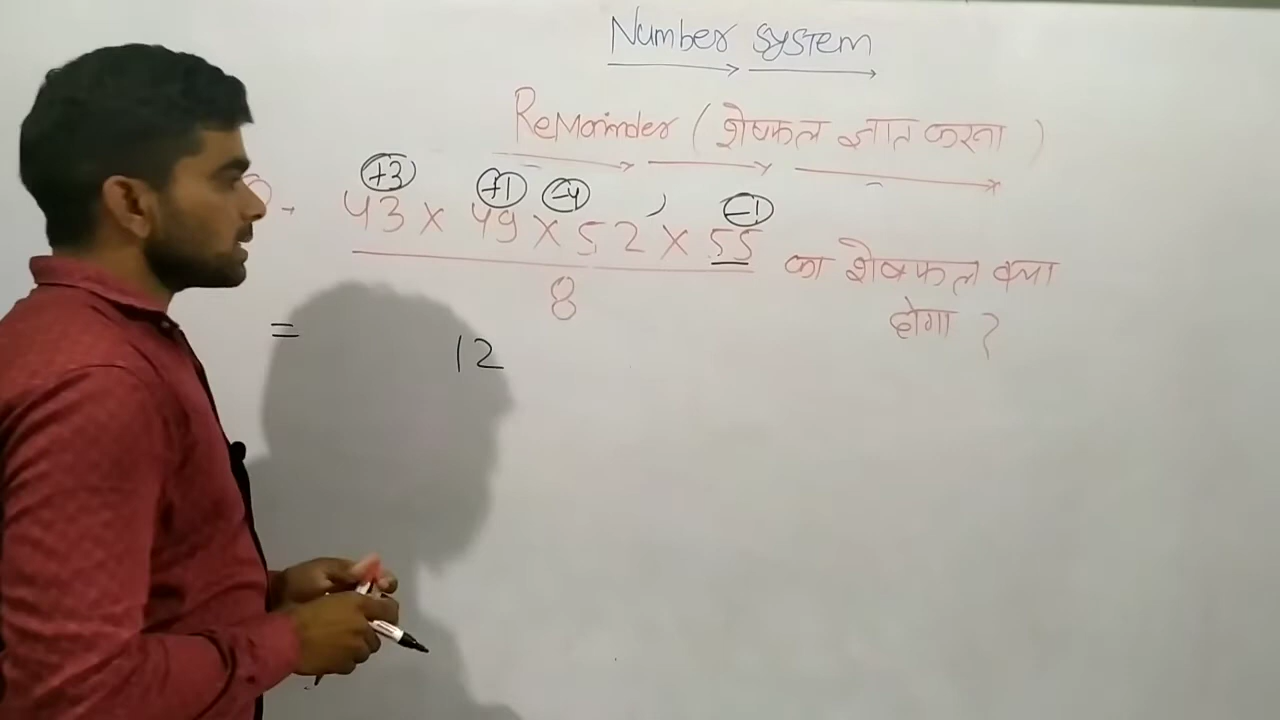 Number system
Remainder ( शेषफल ज्ञात करना )
+3 +1 -4 -1
43 x 49 x 52 x 55
8
का शेषफल क्या
होगा ?
= 12